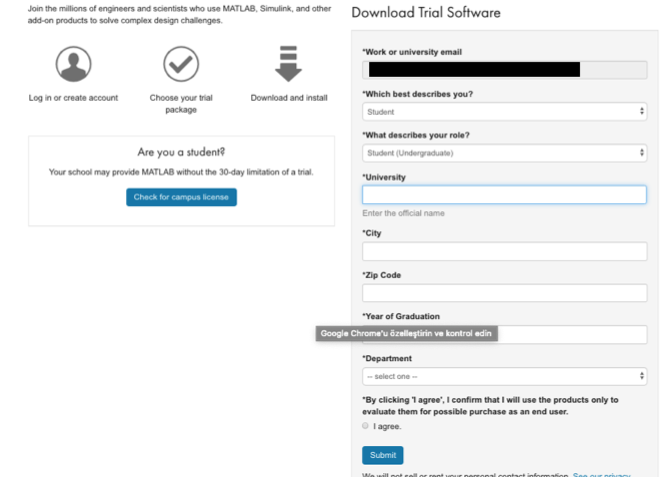 Join the millions of engineers and scientists who use MATLAB, Simulink, and other
add-on products to solve complex design challenges.
Log in or create account
Choose your trial
package
Download and install
Are you a student?
Your school may provide MATLAB without the 30-day limitation of a trial.
Check for campus license
Download Trial Software
*Work or university email
*Which best describes you?
Student
*What describes your role?
Student (Undergraduate)
*University
Enter the official name
*City
*Zip Code
*Year of Graduation
Google Chrome'u özelleştirin ve kontrol edin
*Department
-- select one --
*By clicking 'I agree', I confirm that I will use the products only to
evaluate them for possible purchase as an end user.
I agree.
Submit
We will not sell or rent your personal contact information. See our privacy